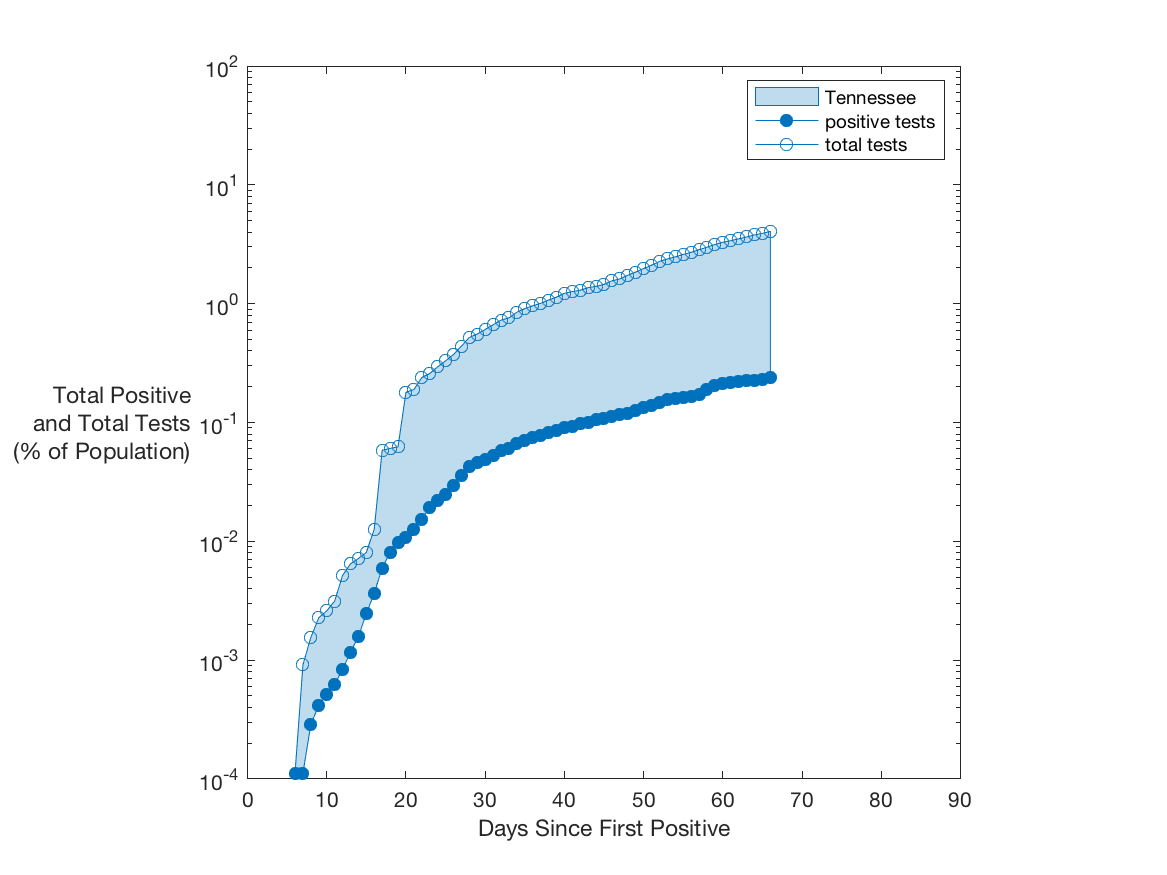 10^2
10^1
10^0
10^-1
10^-2
10^-3
10^-4
Total Positive
and Total Tests
(% of Population)
Tennessee
positive tests
total tests
0 10 20 30 40 50 60 70 80 90
Days Since First Positive